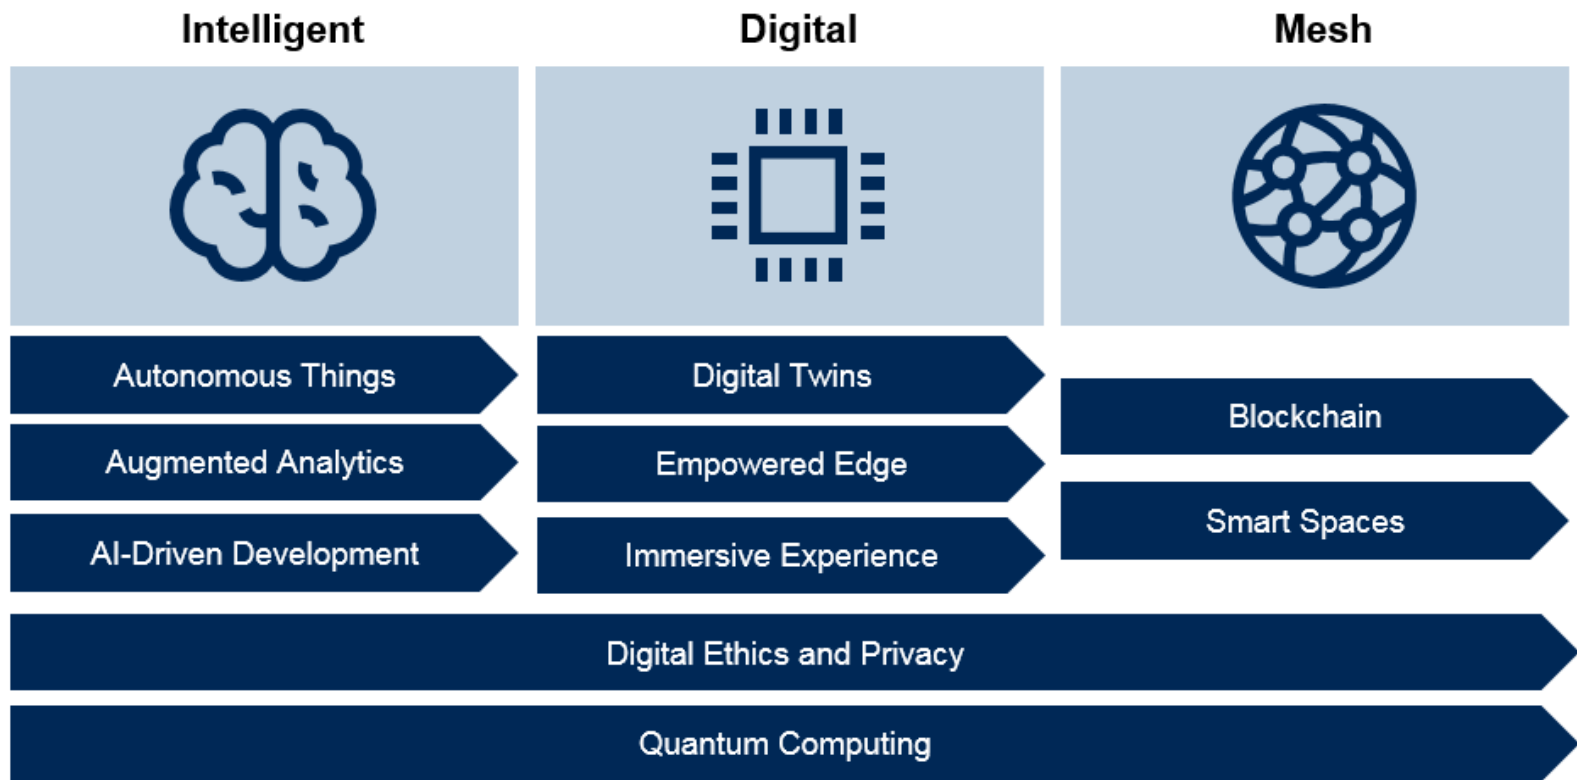 Intelligent
Digital
Mesh
Autonomous Things
Augmented Analytics
AI-Driven Development
Digital Twins
Empowered Edge
Immersive Experience
Blockchain
Smart Spaces
Digital Ethics and Privacy
Quantum Computing